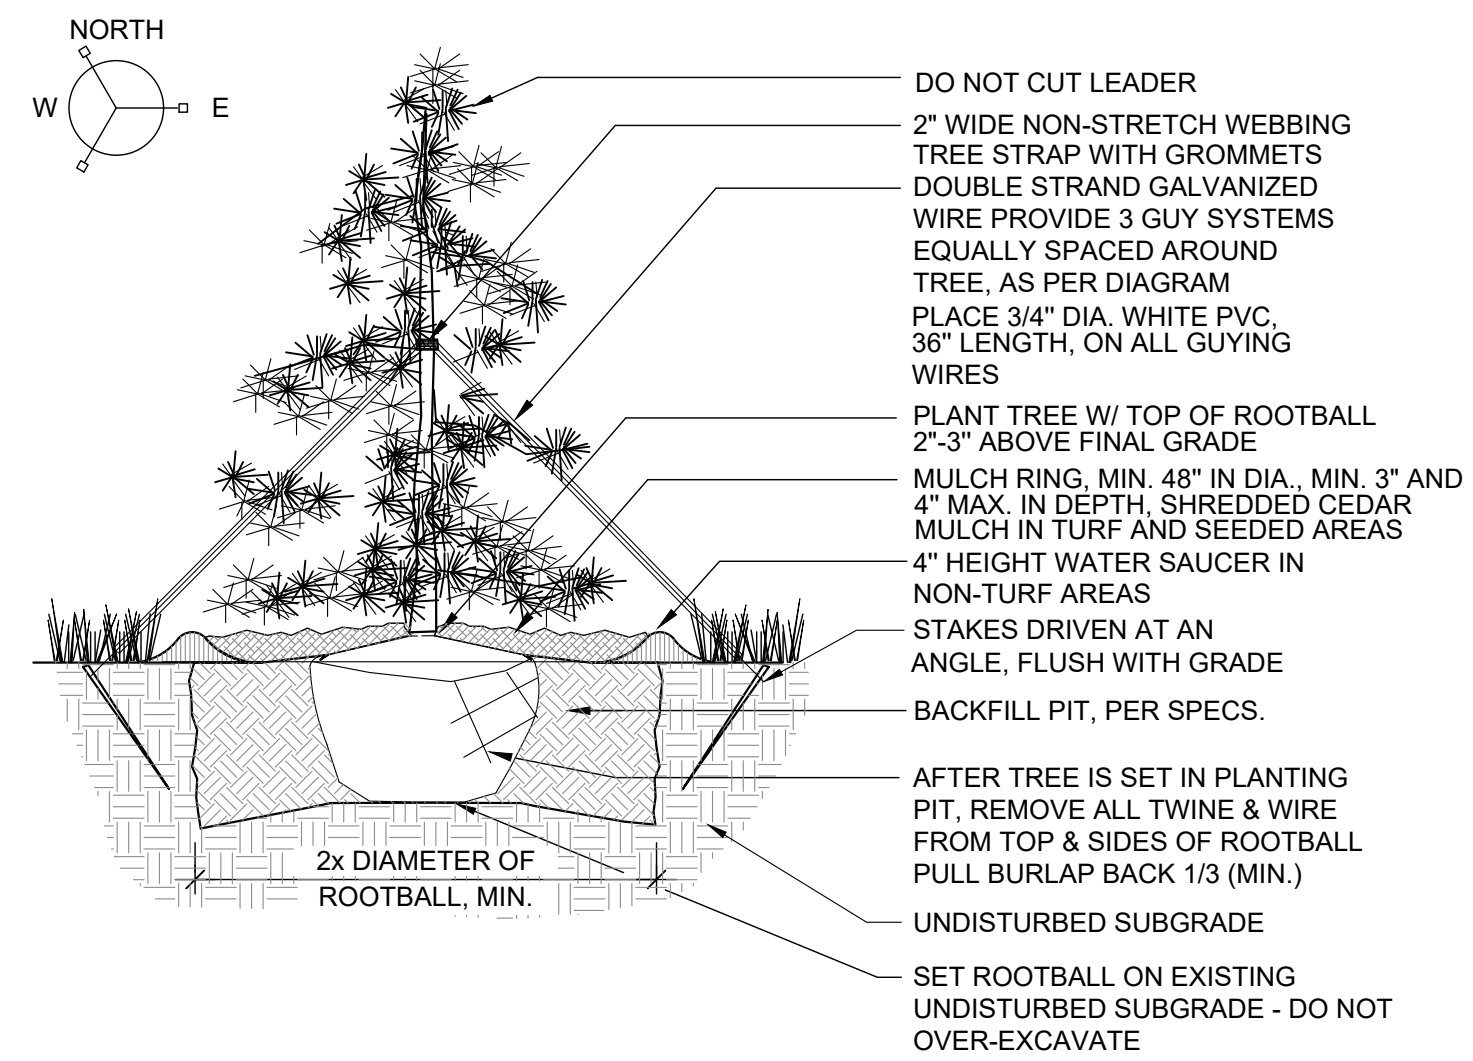 NORTH
W
E
DO NOT CUT LEADER
2" WIDE NON-STRETCH WEBBING
TREE STRAP WITH GROMMETS
DOUBLE STRAND GALVANIZED
WIRE PROVIDE 3 GUY SYSTEMS
EQUALLY SPACED AROUND
TREE, AS PER DIAGRAM
PLACE 3/4" DIA. WHITE PVC,
36" LENGTH, ON ALL GUYING
WIRES
PLANT TREE W/ TOP OF ROOTBALL
2"-3" ABOVE FINAL GRADE
MULCH RING, MIN. 48" IN DIA., MIN. 3" AND
4" MAX. IN DEPTH, SHREDDED CEDAR
MULCH IN TURF AND SEEDED AREAS
4" HEIGHT WATER SAUCER IN
NON-TURF AREAS
STAKES DRIVEN AT AN
ANGLE, FLUSH WITH GRADE
BACKFILL PIT, PER SPECS.
AFTER TREE IS SET IN PLANTING
PIT, REMOVE ALL TWINE & WIRE
FROM TOP & SIDES OF ROOTBALL
PULL BURLAP BACK 1/3 (MIN.)
UNDISTURBED SUBGRADE
SET ROOTBALL ON EXISTING
UNDISTURBED SUBGRADE - DO NOT
OVER-EXCAVATE
2x DIAMETER OF
ROOTBALL, MIN.